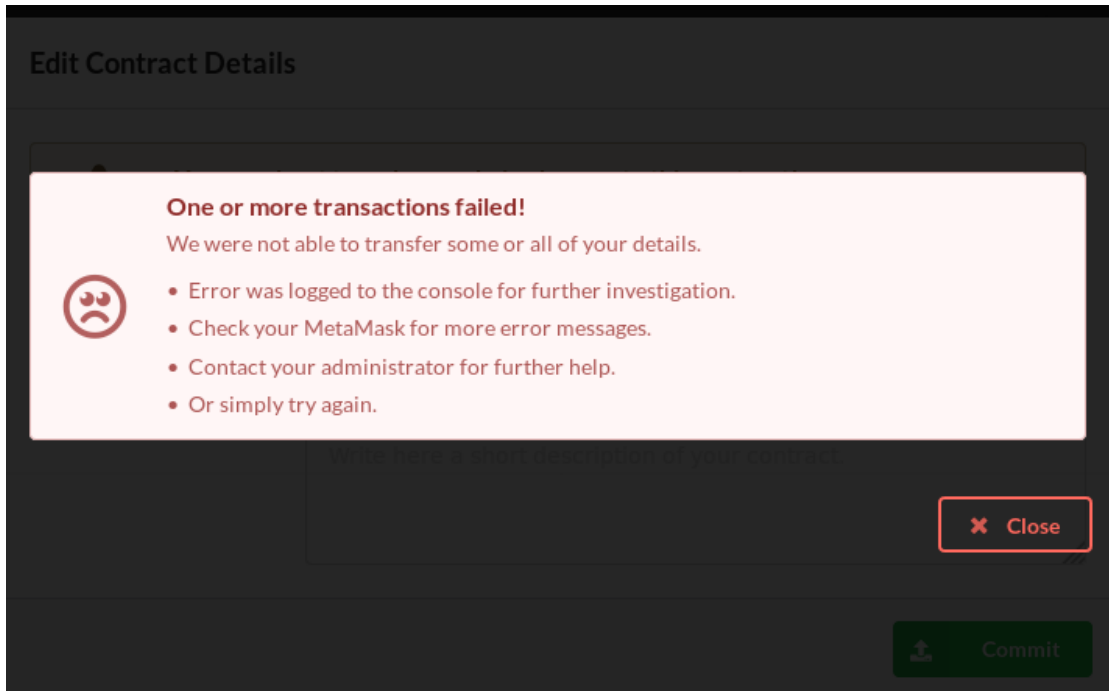 Edit Contract Details
One or more transactions failed!
We were not able to transfer some or all of your details.
• Error was logged to the console for further investigation.
• Check your MetaMask for more error messages.
• Contact your administrator for further help.
• Or simply try again.
Write here a short description of your contract.
Close
Commit